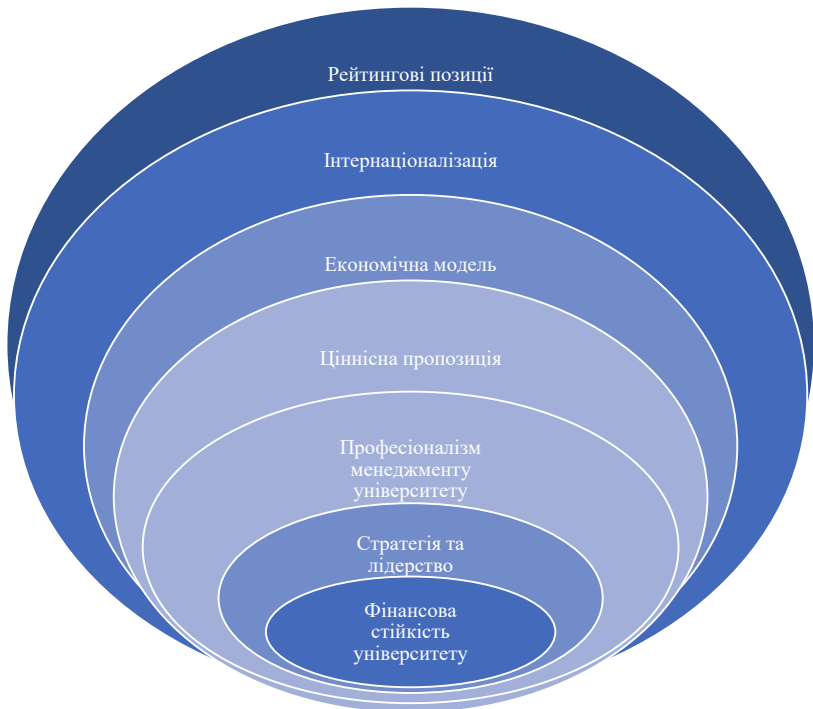 Рейтингові позиції
Інтернаціоналізація
Економічна модель
Ціннісна пропозиція
Професіоналізм
менеджменту
університету
Стратегія та
лідерство
Фінансова
стійкість
університету